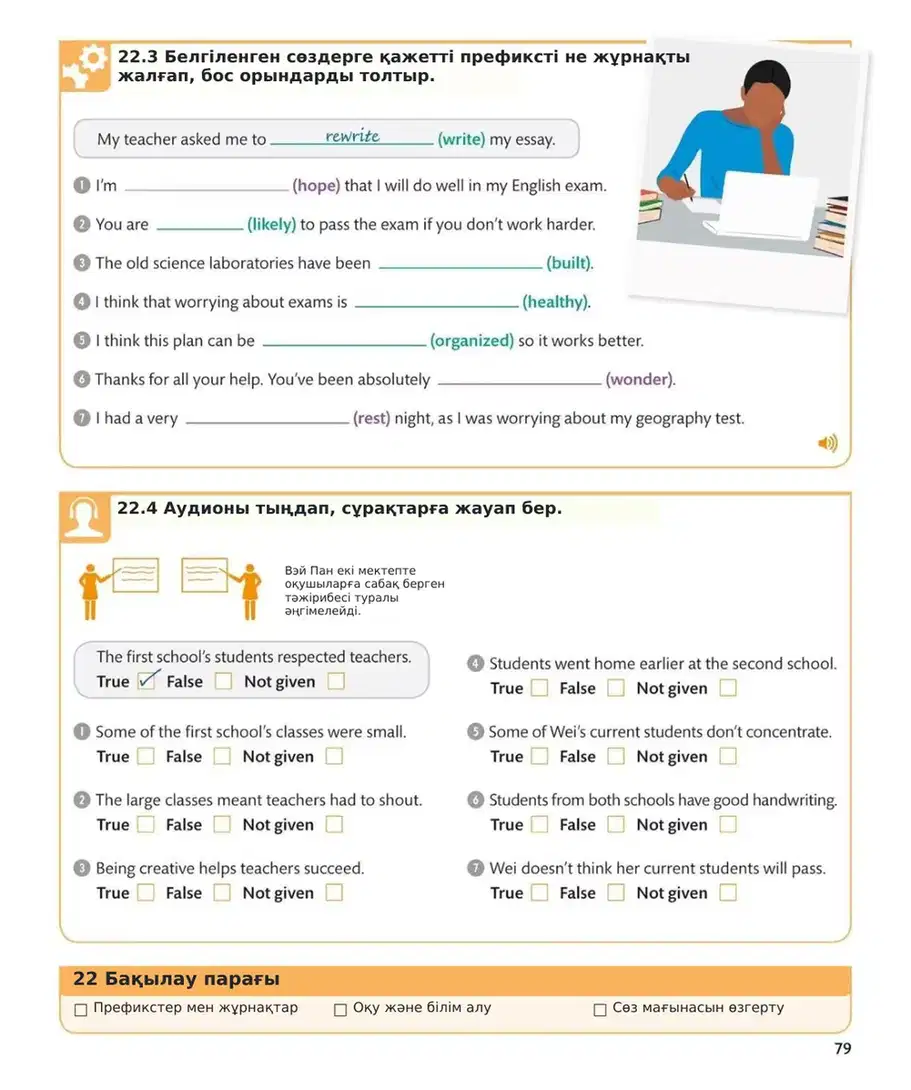 22.3 Белгіленген сөздерге қажетті префиксті не жұрнақты
жалғап, бос орындарды толтыр.
My teacher asked me to rewrite (write) my essay.
1 I'm ____ (hope) that I will do well in my English exam.
2 You are ____ (likely) to pass the exam if you don't work harder.
3 The old science laboratories have been ____ (built).
4 I think that worrying about exams is ____ (healthy).
5 I think this plan can be ____ (organized) so it works better.
6 Thanks for all your help. You've been absolutely ____ (wonder).
7 I had a very ____ (rest) night, as I was worrying about my geography test.
22.4 Аудионы тыңдап, сұрақтарға жауап бер.
Вэй Пан екі мектепте
оқушыларға сабақ берген
тәжірибесі туралы
әңгімелейді.
The first school's students respected teachers.
True False Not given
1 Some of the first school's classes were small.
True False Not given
2 The large classes meant teachers had to shout.
True False Not given
3 Being creative helps teachers succeed.
True False Not given
4 Students went home earlier at the second school.
True False Not given
5 Some of Wei's current students don't concentrate.
True False Not given
6 Students from both schools have good handwriting.
True False Not given
7 Wei doesn't think her current students will pass.
True False Not given
22 Бақылау парағы
Префикстер мен жұрнақтар Оқу және білім алу Сөз мағынасын өзгерту
79